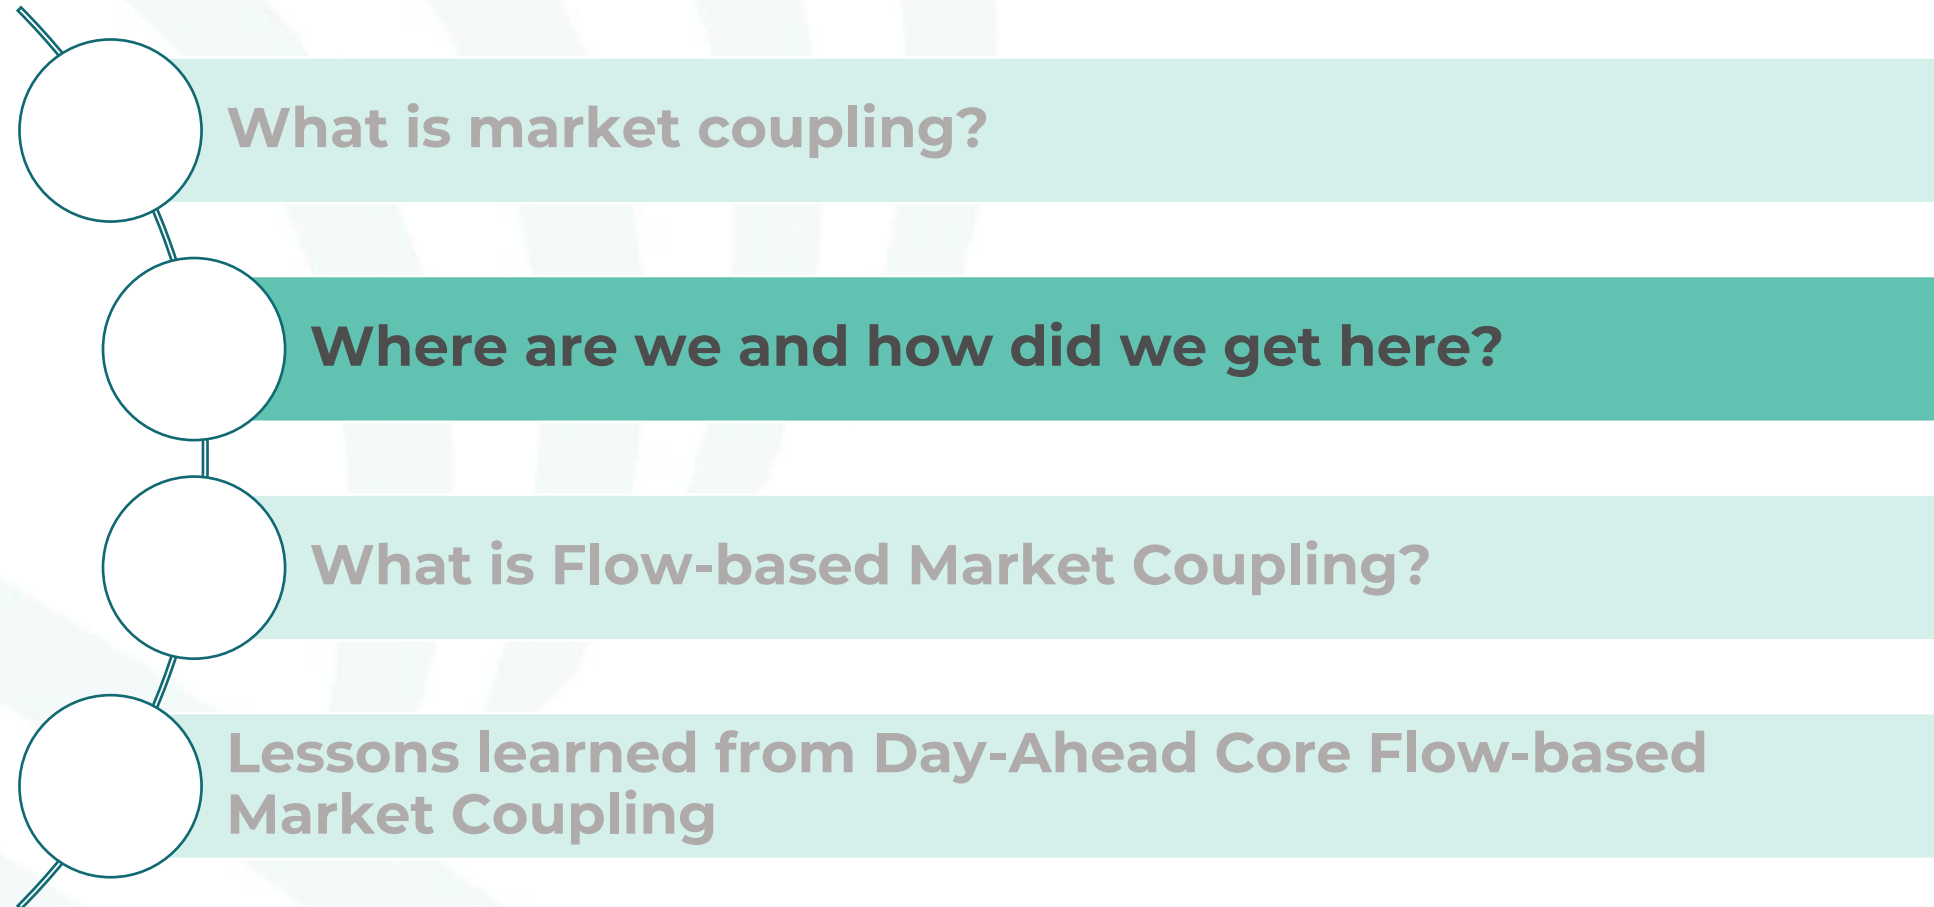 What is market coupling?
Where are we and how did we get here?
What is Flow-based Market Coupling?
Lessons learned from Day-Ahead Core Flow-based
Market Coupling